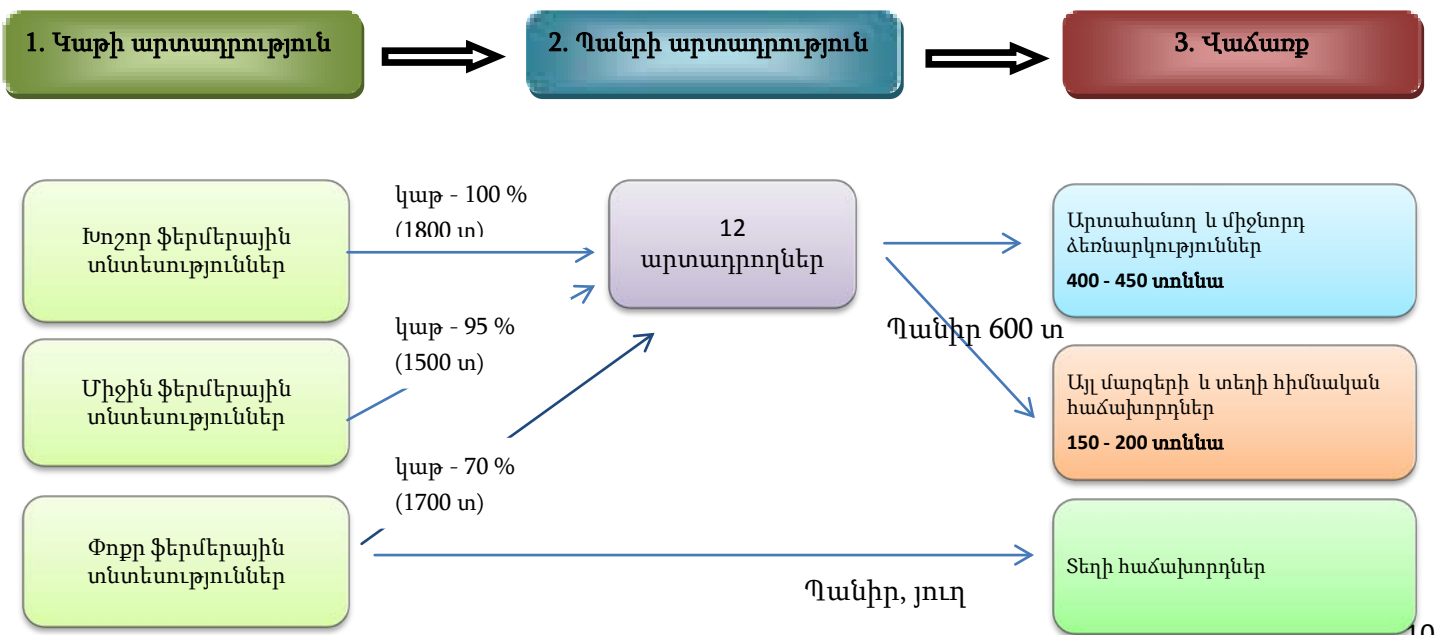 1. Կաթի արտադրություն
2. Պանրի արտադրություն
3. Վաճառք
Խոշոր ֆերմերային
տնտեսություններ
կաթ - 100 %
(1800 տ)
12
արտադրողներ
Արտահանող և միջնորդ
ձեռնարկություններ
400 - 450 տոննա
Միջին ֆերմերային
տնտեսություններ
կաթ - 95 %
(1500 տ)
Պանիր 600 տ
Այլ մարզերի և տեղի հիմնական
հաճախորդներ
150 - 200 տոննա
Փոքր ֆերմերային
տնտեսություններ
կաթ - 70 %
(1700 տ)
Պանիր, յուղ
Տեղի հաճախորդներ
10